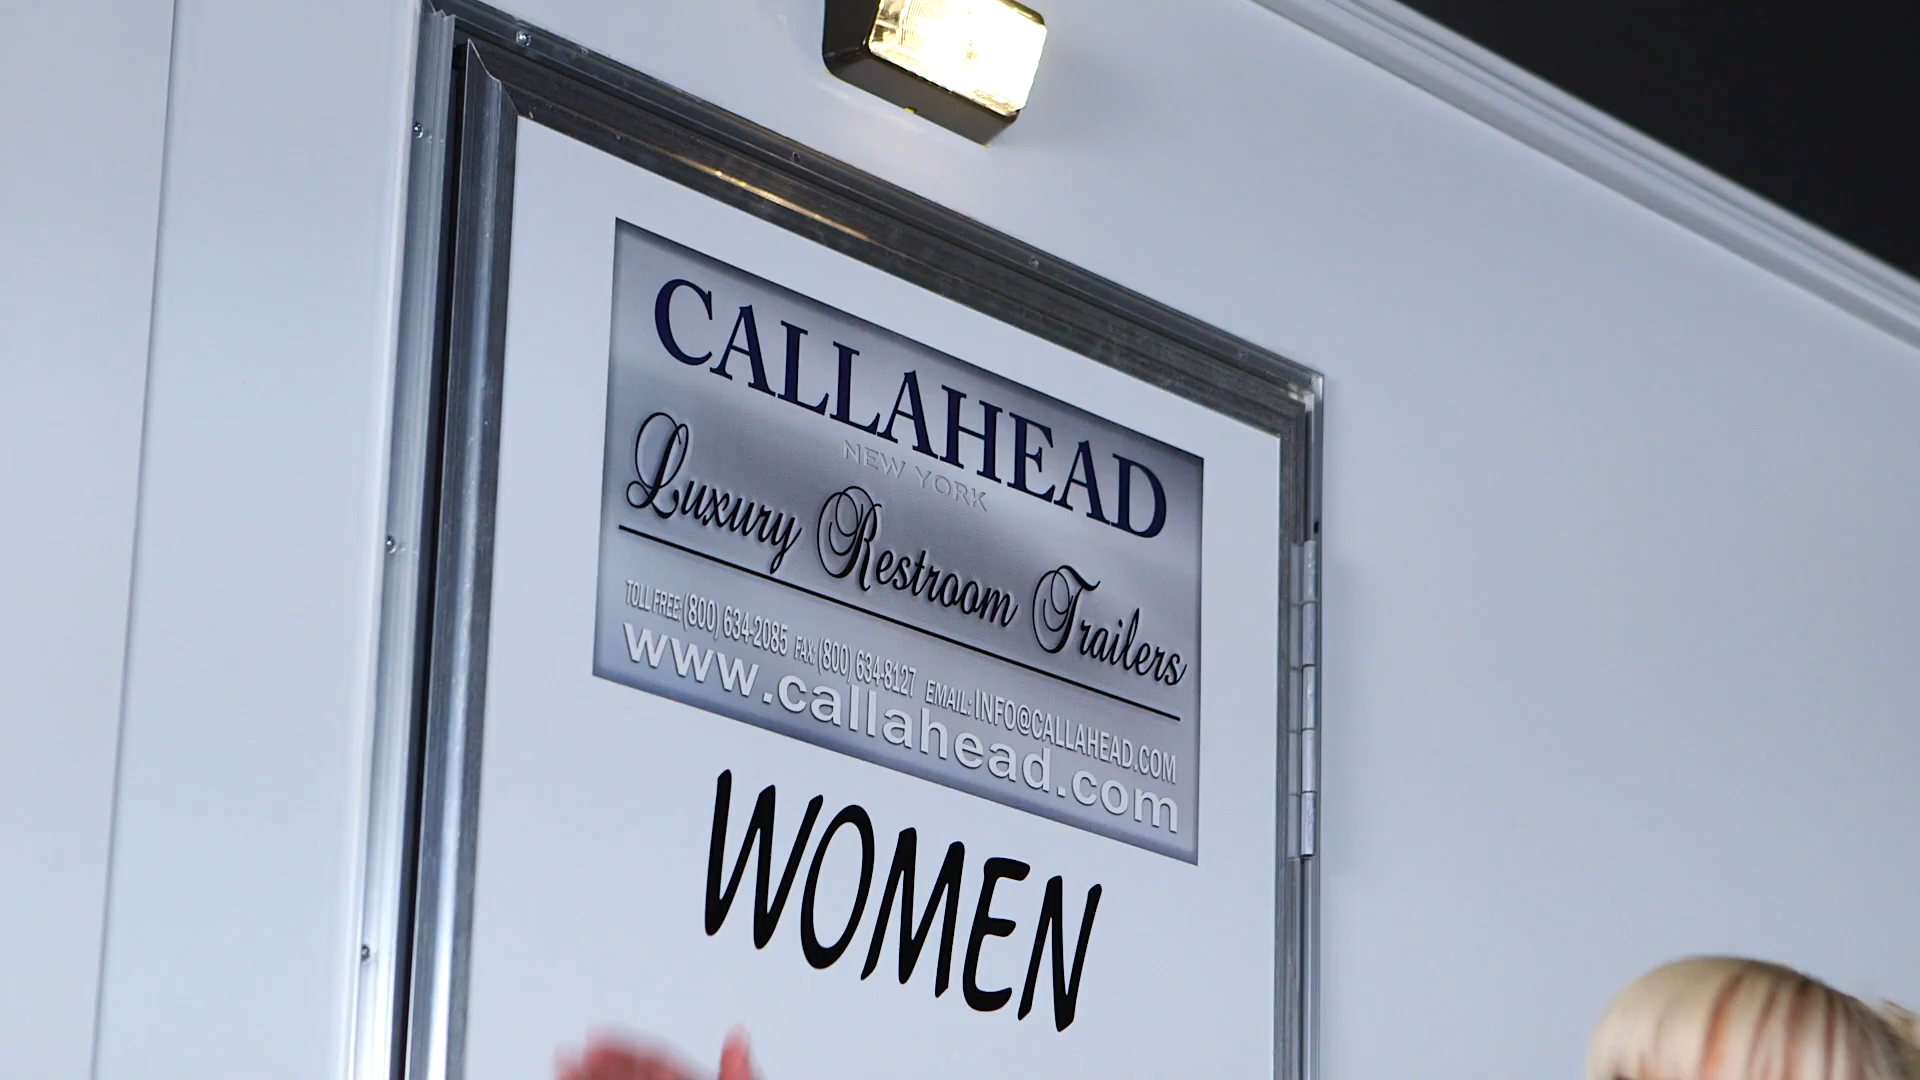 CALLAHEAD
NEW YORK
Luxury Restroom Trailers
TOLL FREE: (800) 634-2085 FAX: (800) 634-8127 EMAIL: INFO@CALLAHEAD.COM
www.callahead.com
WOMEN